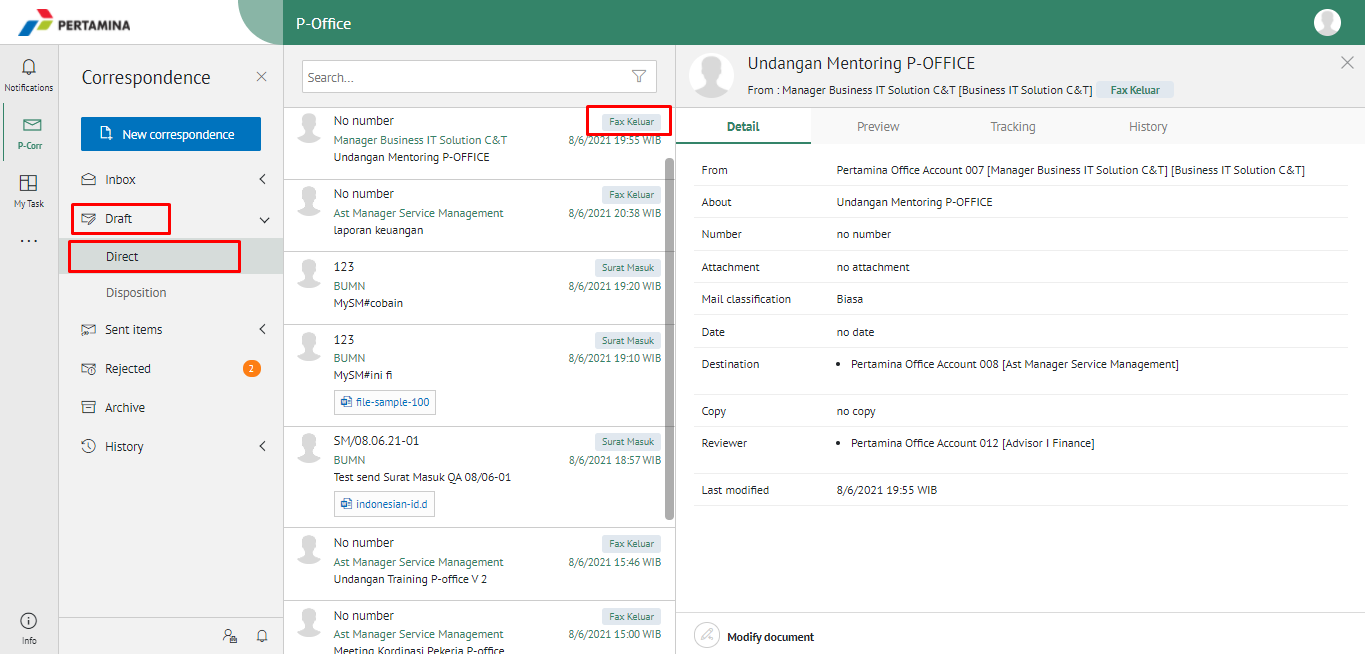 PERTAMINA
P-Office
Notifications
P-Corr
My Task
Info
Correspondence
New correspondence
Inbox
Draft
Direct
Disposition
Sent items
Rejected
2
Archive
History
Search...
No number
Fax Keluar
Manager Business IT Solution C&T
8/6/2021 19:55 WIB
Undangan Mentoring P-OFFICE
No number
Fax Keluar
Ast Manager Service Management
8/6/2021 20:38 WIB
laporan keuangan
123
Surat Masuk
BUMN
8/6/2021 19:20 WIB
MySM#cobain
123
Surat Masuk
BUMN
8/6/2021 19:10 WIB
MySM#ini fi
file-sample-100
SM/08.06.21-01
Surat Masuk
BUMN
8/6/2021 18:57 WIB
Test send Surat Masuk QA 08/06-01
indonesian-id.d
No number
Fax Keluar
Ast Manager Service Management
8/6/2021 15:46 WIB
Undangan Training P-office V 2
No number
Fax Keluar
Ast Manager Service Management
8/6/2021 15:00 WIB
Meeting Kordinasi Pekerja P-office
Undangan Mentoring P-OFFICE
From : Manager Business IT Solution C&T [Business IT Solution C&T] Fax Keluar
Detail Preview Tracking History
From Pertamina Office Account 007 [Manager Business IT Solution C&T] [Business IT Solution C&T]
About Undangan Mentoring P-OFFICE
Number no number
Attachment no attachment
Mail classification Biasa
Date no date
Destination • Pertamina Office Account 008 [Ast Manager Service Management]
Copy no copy
Reviewer • Pertamina Office Account 012 [Advisor I Finance]
Last modified 8/6/2021 19:55 WIB
Modify document